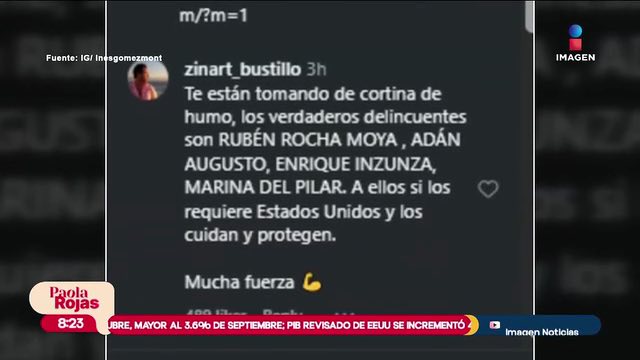 m/?m=1
Fuente: IG/ Inesgomezmont
IMAGEN
zinart_bustillo 3h
Te están tomando de cortina de
humo, los verdaderos delincuentes
son RUBÉN ROCHA MOYA , ADÁN
AUGUSTO, ENRIQUE INZUNZA,
MARINA DEL PILAR. A ellos si los
requiere Estados Unidos y los
cuidan y protegen.
Mucha fuerza 💪
Paola
Rojas
8:23
UBRE, MAYOR AL 3.6% DE SEPTIEMBRE; PIB REVISADO DE EEUU SE INCREMENTÓ
Imagen Noticias